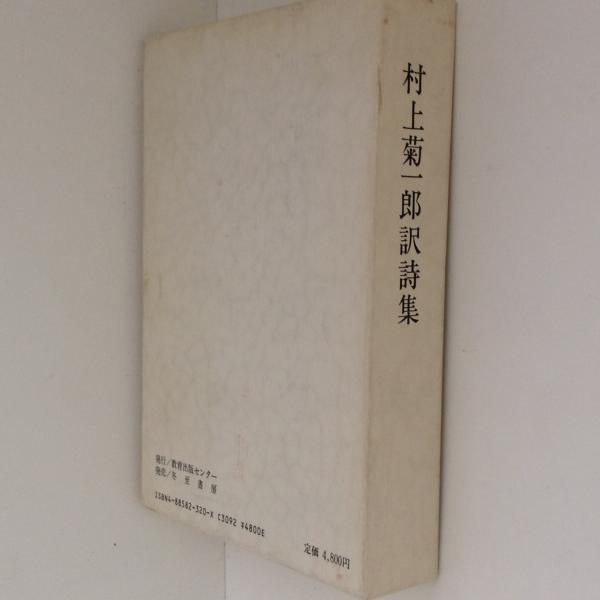 村上菊一郎訳詩集
発行/教育出版センター
発売/冬至書房
ISBN4-88582-320-X C3092 ¥4800E
定価 4,800円